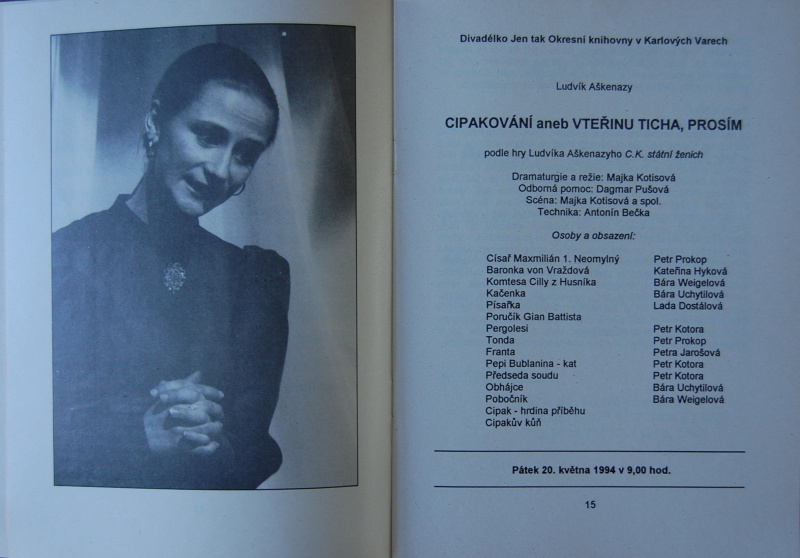 Divadélko Jen tak Okresní knihovny v Karlových Varech
Ludvík Aškenazy
CIPAKOVÁNÍ aneb VTEŘINU TICHA, PROSÍM
podle hry Ludvíka Aškenazyho C.K. státní ženich
Dramaturgie a režie: Majka Kotisová
Odborná pomoc: Dagmar Pušová
Scéna: Majka Kotisová a spol.
Technika: Antonín Bečka
Osoby a obsazení:
Císař Maxmilián 1. Neomylný Petr Prokop
Baronka von Vraždová Kateřina Hyková
Komtesa Cilly z Husníka Bára Weigelová
Kačenka Bára Uchytilová
Písařka Lada Dostálová
Poručík Gian Battista
Pergolesi Petr Kotora
Tonda Petr Prokop
Franta Petra Jarošová
Pepi Bublanina - kat Petr Kotora
Předseda soudu Petr Kotora
Obhájce Bára Uchytilová
Pobočník Bára Weigelová
Cipak - hrdina příběhu
Cipakův kůň
Pátek 20. května 1994 v 9,00 hod.
15